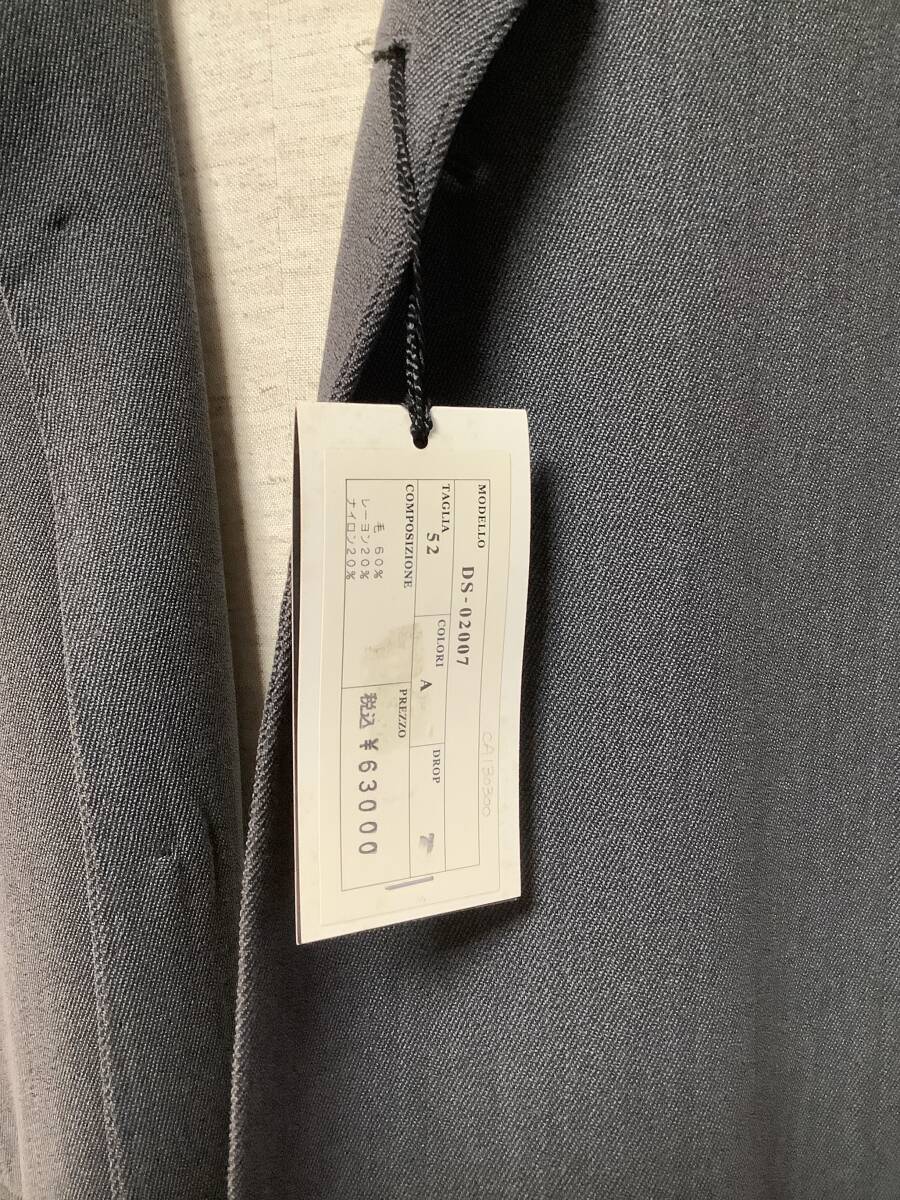 CA130300
MODELLO
DS-02007
TAGLIA
52
COLORI
A
DROP
7
COMPOSIZIONE
毛 60%
レーヨン20%
ナイロン20%
PREZZO
税込 ¥63000